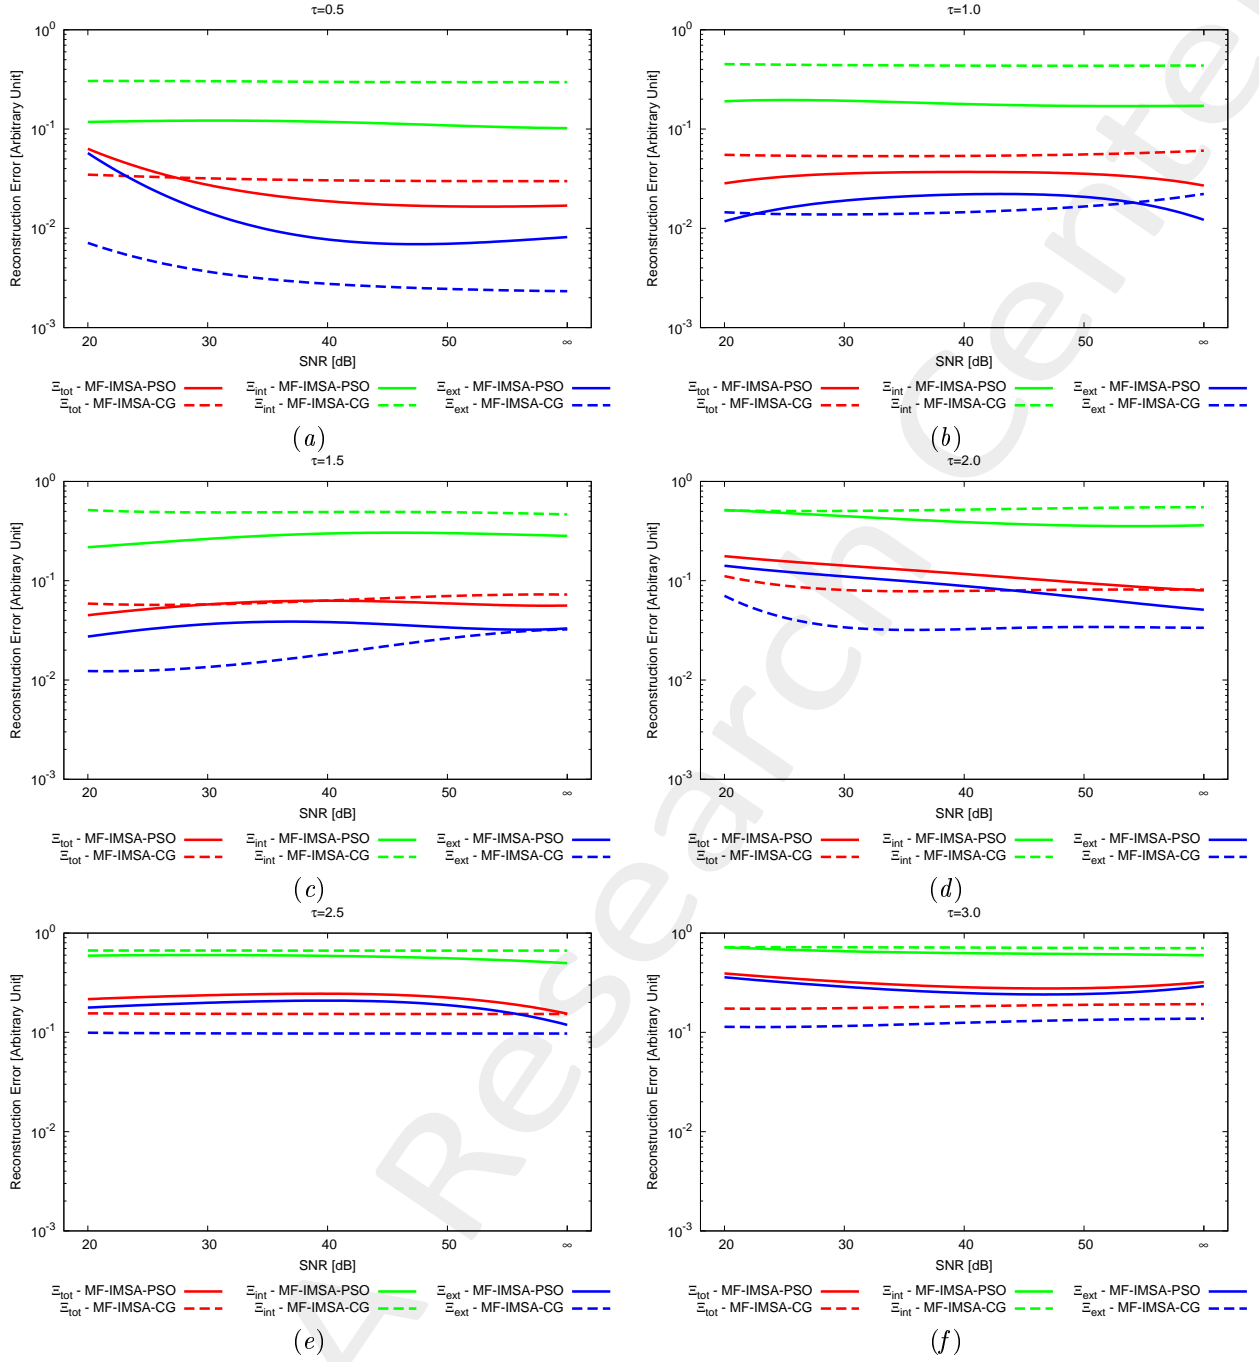 τ=0.5
Reconstruction Error [Arbitrary Unit]
10^0
10^-1
10^-2
10^-3
20 30 40 50 ∞
SNR [dB]
Ξtot - MF-IMSA-PSO Ξint - MF-IMSA-PSO Ξext - MF-IMSA-PSO
Ξtot - MF-IMSA-CG Ξint - MF-IMSA-CG Ξext - MF-IMSA-CG
(a)
τ=1.0
Reconstruction Error [Arbitrary Unit]
10^0
10^-1
10^-2
10^-3
20 30 40 50 ∞
SNR [dB]
Ξtot - MF-IMSA-PSO Ξint - MF-IMSA-PSO Ξext - MF-IMSA-PSO
Ξtot - MF-IMSA-CG Ξint - MF-IMSA-CG Ξext - MF-IMSA-CG
(b)
τ=1.5
Reconstruction Error [Arbitrary Unit]
10^0
10^-1
10^-2
10^-3
20 30 40 50 ∞
SNR [dB]
Ξtot - MF-IMSA-PSO Ξint - MF-IMSA-PSO Ξext - MF-IMSA-PSO
Ξtot - MF-IMSA-CG Ξint - MF-IMSA-CG Ξext - MF-IMSA-CG
(c)
τ=2.0
Reconstruction Error [Arbitrary Unit]
10^0
10^-1
10^-2
10^-3
20 30 40 50 ∞
SNR [dB]
Ξtot - MF-IMSA-PSO Ξint - MF-IMSA-PSO Ξext - MF-IMSA-PSO
Ξtot - MF-IMSA-CG Ξint - MF-IMSA-CG Ξext - MF-IMSA-CG
(d)
τ=2.5
Reconstruction Error [Arbitrary Unit]
10^0
10^-1
10^-2
10^-3
20 30 40 50 ∞
SNR [dB]
Ξtot - MF-IMSA-PSO Ξint - MF-IMSA-PSO Ξext - MF-IMSA-PSO
Ξtot - MF-IMSA-CG Ξint - MF-IMSA-CG Ξext - MF-IMSA-CG
(e)
τ=3.0
Reconstruction Error [Arbitrary Unit]
10^0
10^-1
10^-2
10^-3
20 30 40 50 ∞
SNR [dB]
Ξtot - MF-IMSA-PSO Ξint - MF-IMSA-PSO Ξext - MF-IMSA-PSO
Ξtot - MF-IMSA-CG Ξint - MF-IMSA-CG Ξext - MF-IMSA-CG
(f)
A Research Center